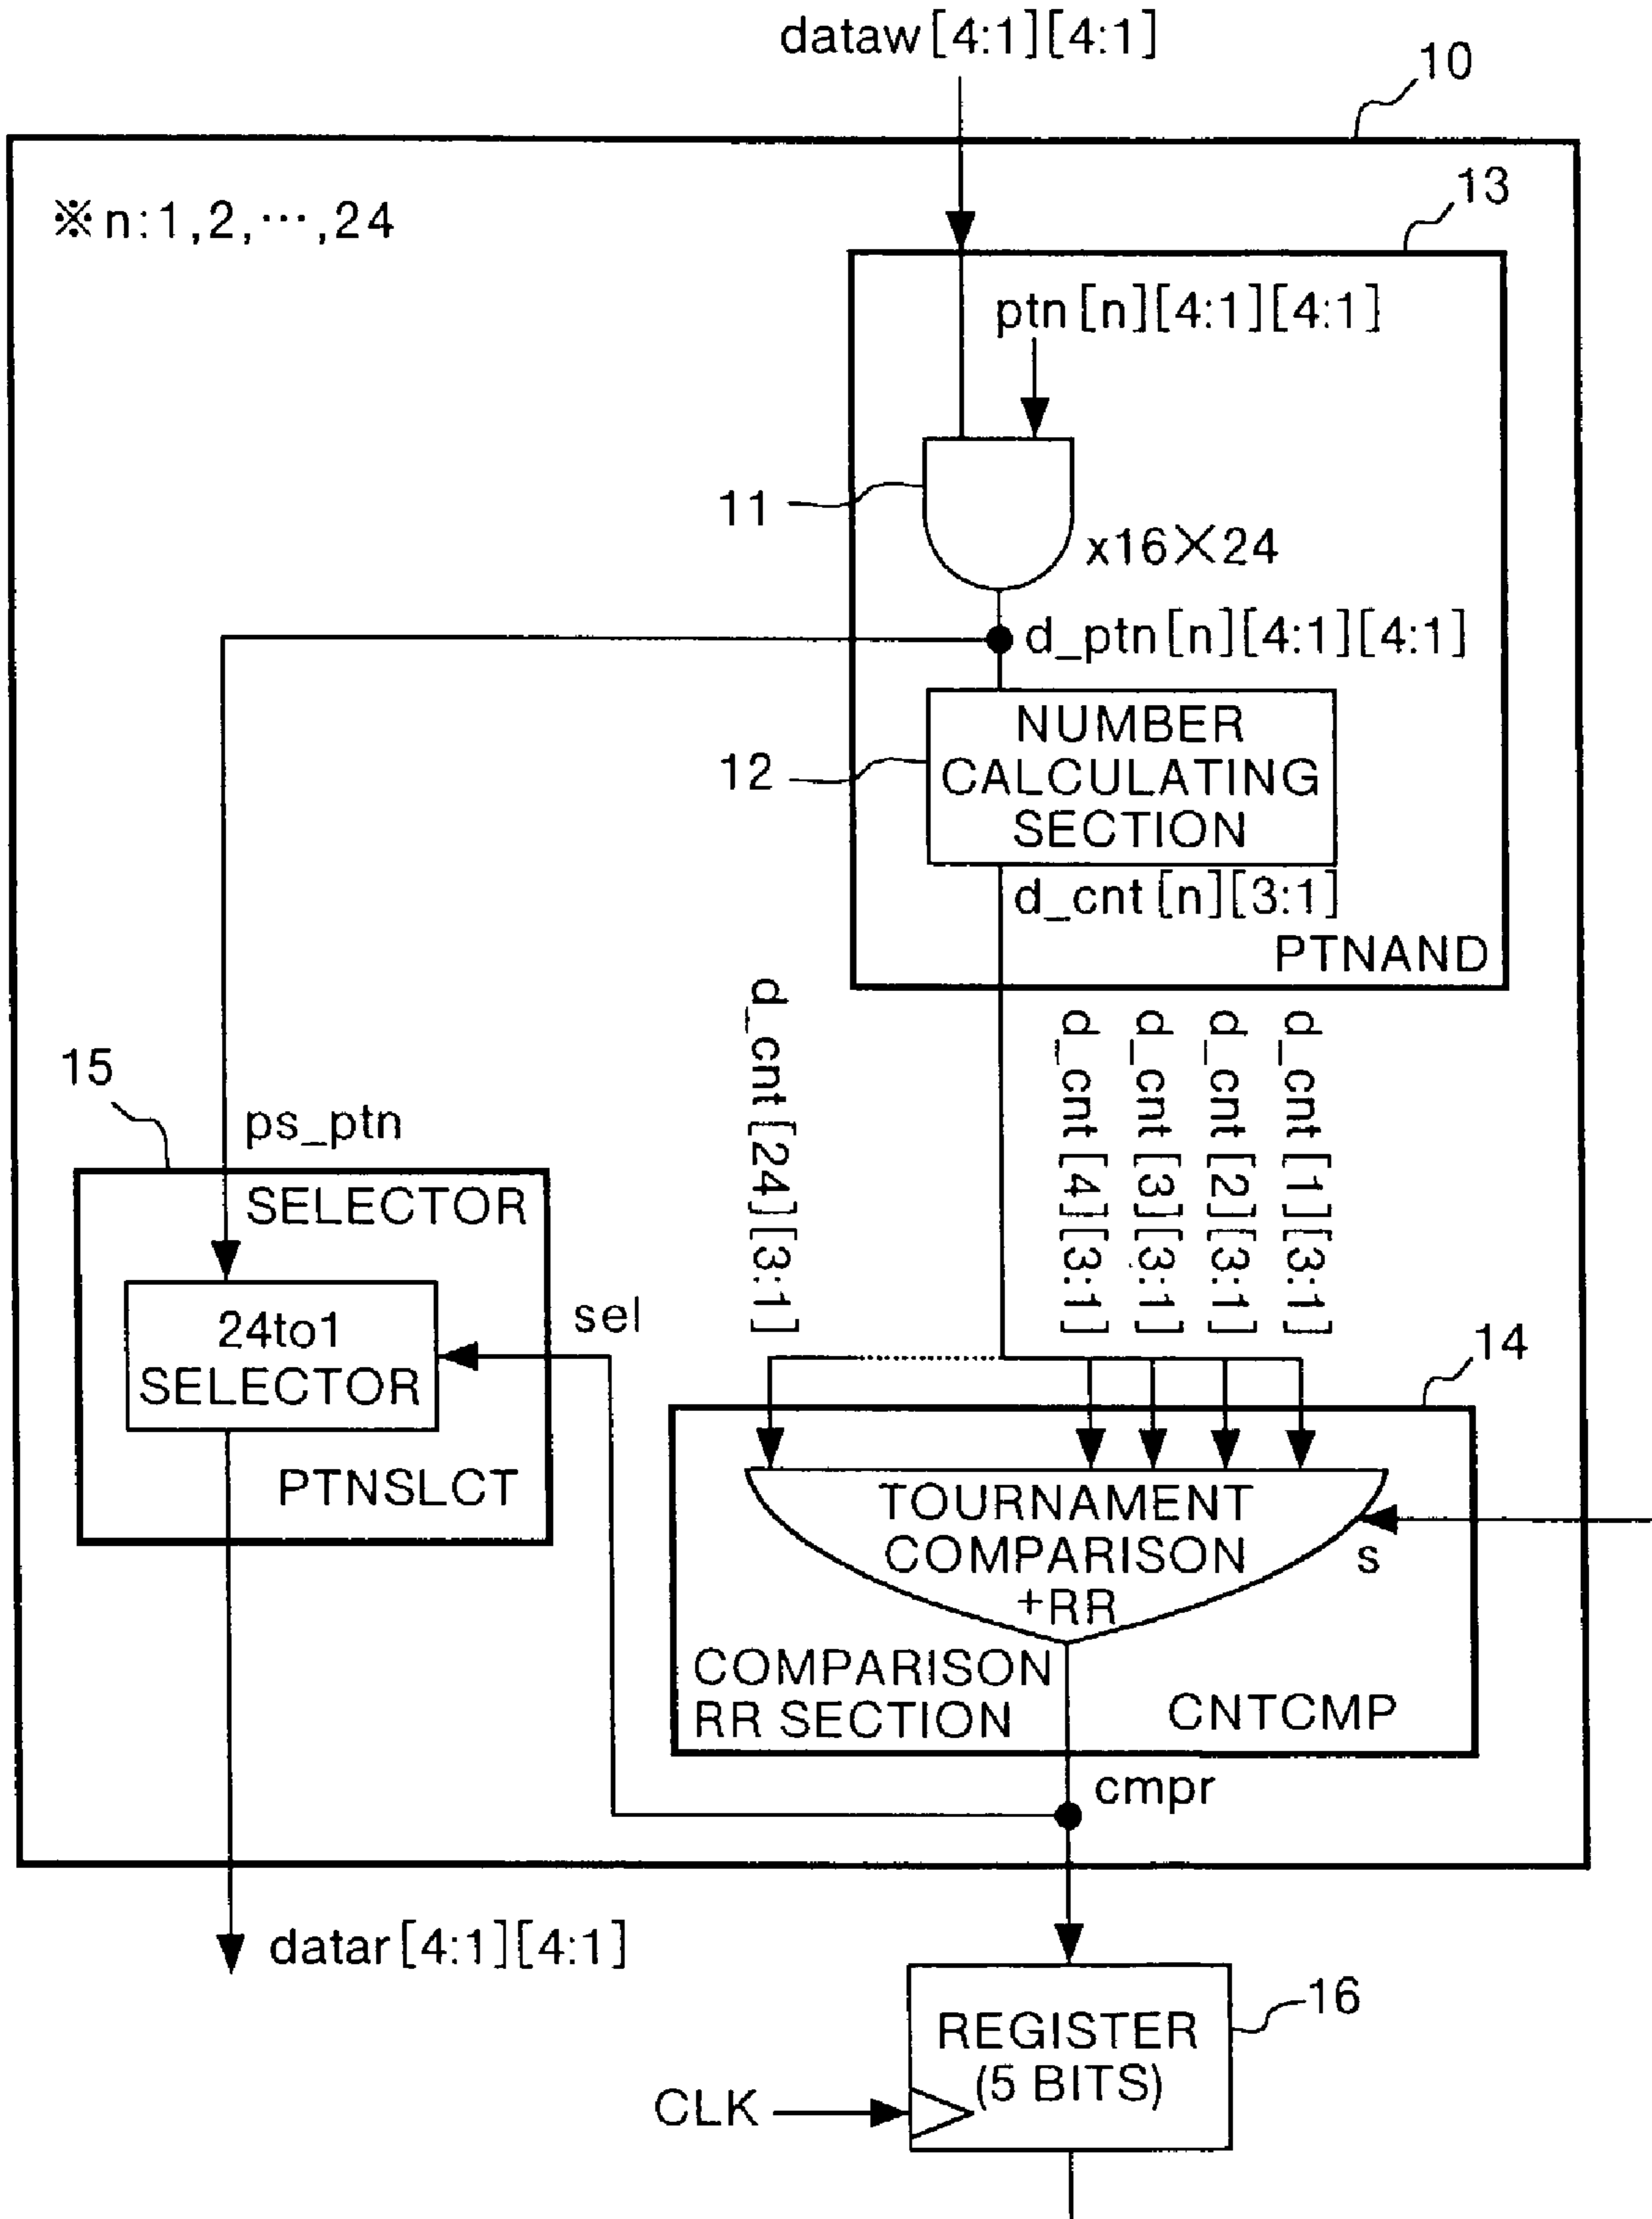 dataw[4:1][4:1]
10
※n:1,2,⋯,24
13
ptn[n][4:1][4:1]
11
x16×24
d_ptn[n][4:1][4:1]
NUMBER
CALCULATING
SECTION
12
d_cnt[n][3:1]
PTNAND
d_cnt[24][3:1]
d_cnt[4][3:1]
d_cnt[3][3:1]
d_cnt[2][3:1]
d_cnt[1][3:1]
15
ps_ptn
SELECTOR
24to1
SELECTOR
sel
PTNSLCT
14
TOURNAMENT
COMPARISON
+RR
s
COMPARISON
RR SECTION
CNTCMP
cmpr
datar[4:1][4:1]
16
REGISTER
(5 BITS)
CLK